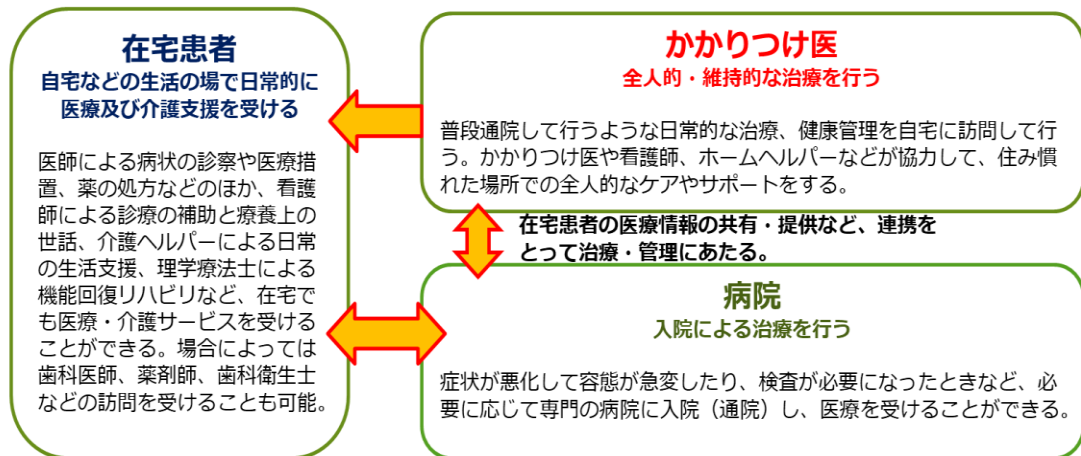 在宅患者
自宅などの生活の場で日常的に
医療及び介護支援を受ける
医師による病状の診察や医療措
置、薬の処方などのほか、看護
師による診療の補助と療養上の
世話、介護ヘルパーによる日常
の生活支援、理学療法士による
機能回復リハビリなど、在宅で
も医療・介護サービスを受ける
ことができる。場合によっては
歯科医師、薬剤師、歯科衛生士
などの訪問を受けることも可能。
かかりつけ医
全人的・維持的な治療を行う
普段通院して行うような日常的な治療、健康管理を自宅に訪問して行
う。かかりつけ医や看護師、ホームヘルパーなどが協力して、住み慣
れた場所での全人的なケアやサポートをする。
在宅患者の医療情報の共有・提供など、連携を
とって治療・管理にあたる。
病院
入院による治療を行う
症状が悪化して容態が急変したり、検査が必要になったときなど、必
要に応じて専門の病院に入院（通院）し、医療を受けることができる。